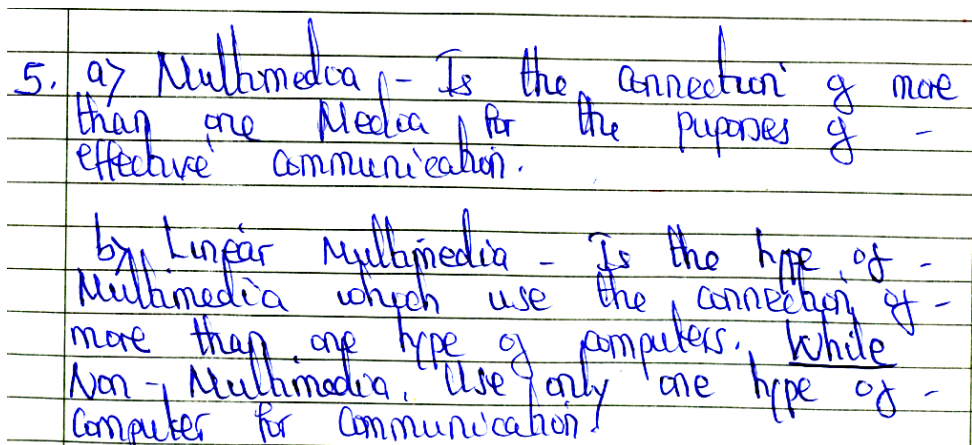 5. a) Multimedia - Is the connection of more
than one Media for the puporses of -
effective communication.
b) Linear Multimedia - Is the type of -
Multimedia which use the connection of -
more than one type of computers. While
Non - Multimedia, Use only one type of -
Computer for Communication.